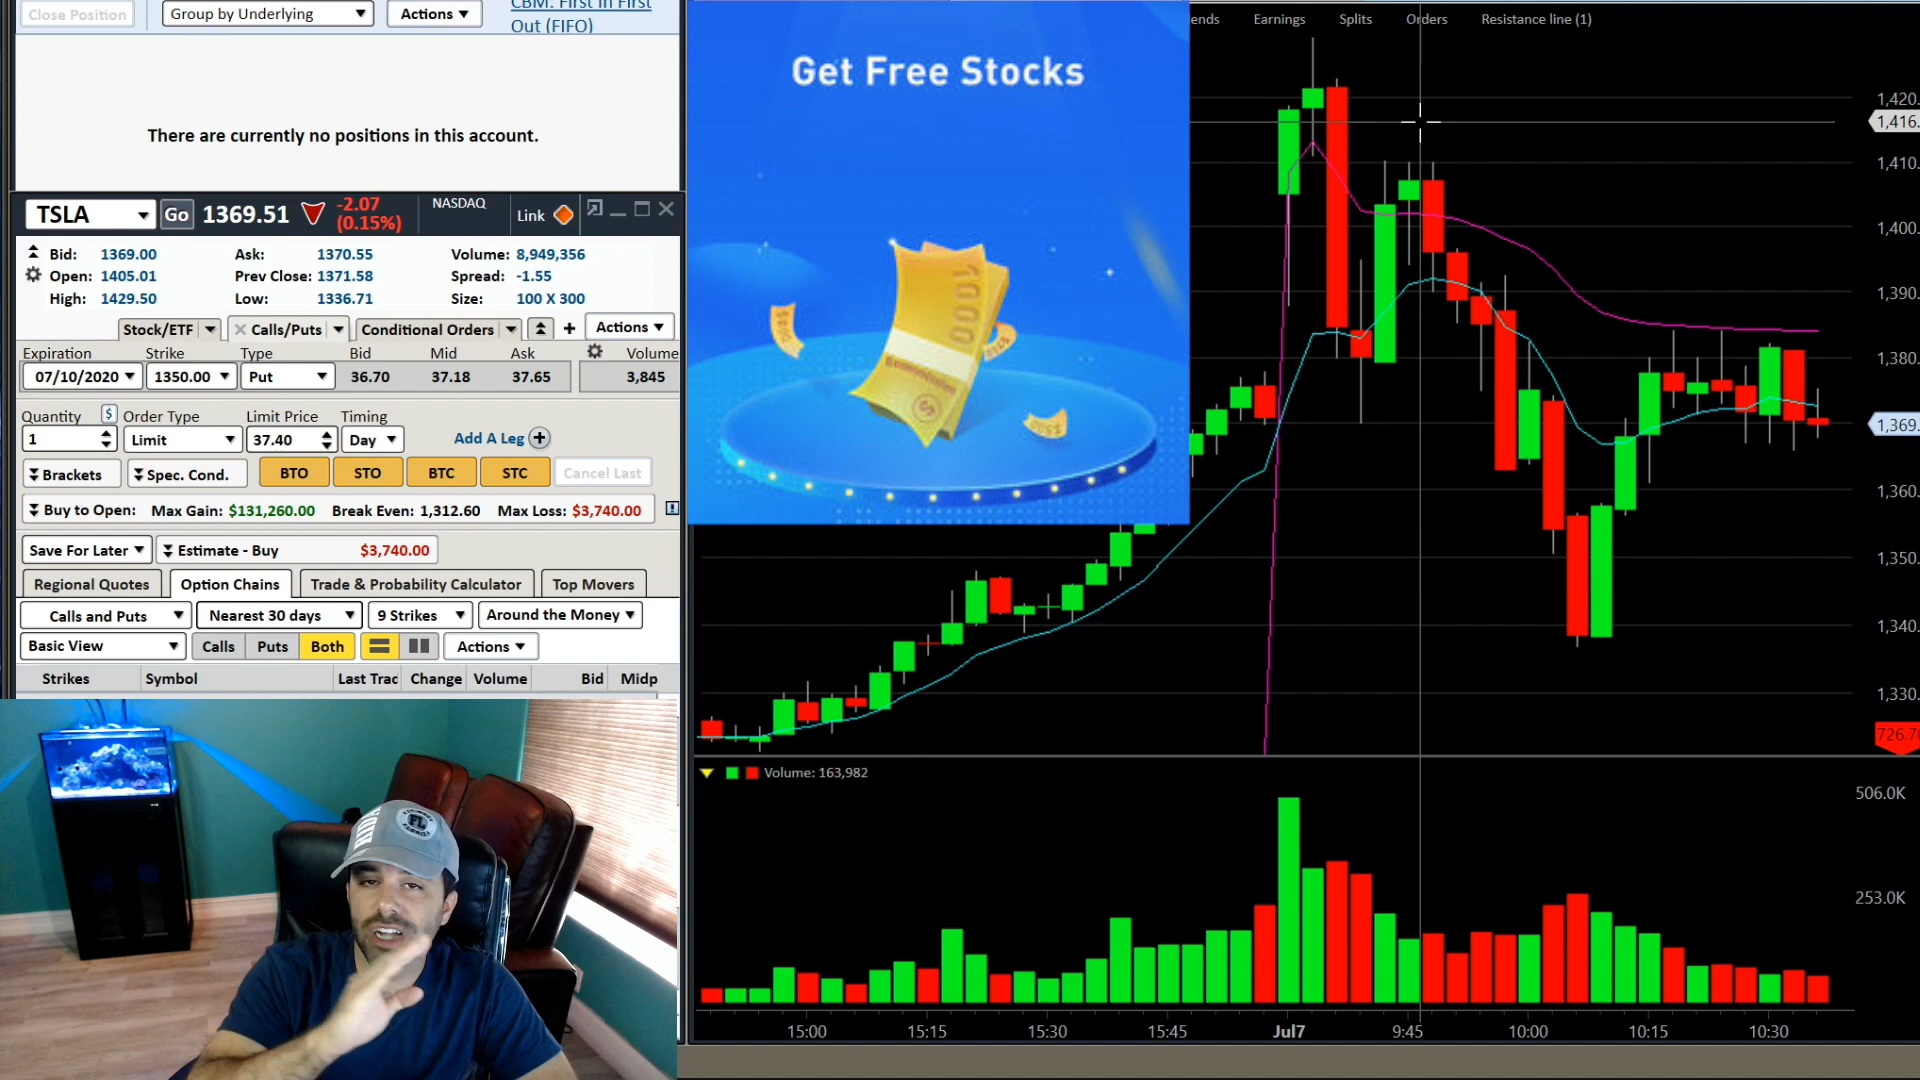 Close Position
Group by Underlying
Actions
CBM: First In First
Out (FIFO)
There are currently no positions in this account.
TSLA
Go
1369.51
-2.07
(0.15%)
NASDAQ
Link
Bid: 1369.00 Ask: 1370.55 Volume: 8,949,356
Open: 1405.01 Prev Close: 1371.58 Spread: -1.55
High: 1429.50 Low: 1336.71 Size: 100 X 300
Stock/ETF Calls/Puts Conditional Orders + Actions
Expiration Strike Type Bid Mid Ask Volume
07/10/2020 1350.00 Put 36.70 37.18 37.65 3,845
Quantity $ Order Type Limit Price Timing
1 Limit 37.40 Day Add A Leg
Brackets Spec. Cond. BTO STO BTC STC Cancel Last
Buy to Open: Max Gain: $131,260.00 Break Even: 1,312.60 Max Loss: $3,740.00
Save For Later Estimate - Buy $3,740.00
Regional Quotes Option Chains Trade & Probability Calculator Top Movers
Calls and Puts Nearest 30 days 9 Strikes Around the Money
Basic View Calls Puts Both Actions
Strikes Symbol Last Trac Change Volume Bid Midp
Get Free Stocks
1000
$
ends Earnings Splits Orders Resistance line (1)
1,420.
1,416.
1,410.
1,400.
1,390.
1,380.
1,369.
1,360.
1,350.
1,340.
1,330.
726.70
Volume: 163,982
506.0K
253.0K
15:00 15:15 15:30 15:45 Jul7 9:45 10:00 10:15 10:30
FL